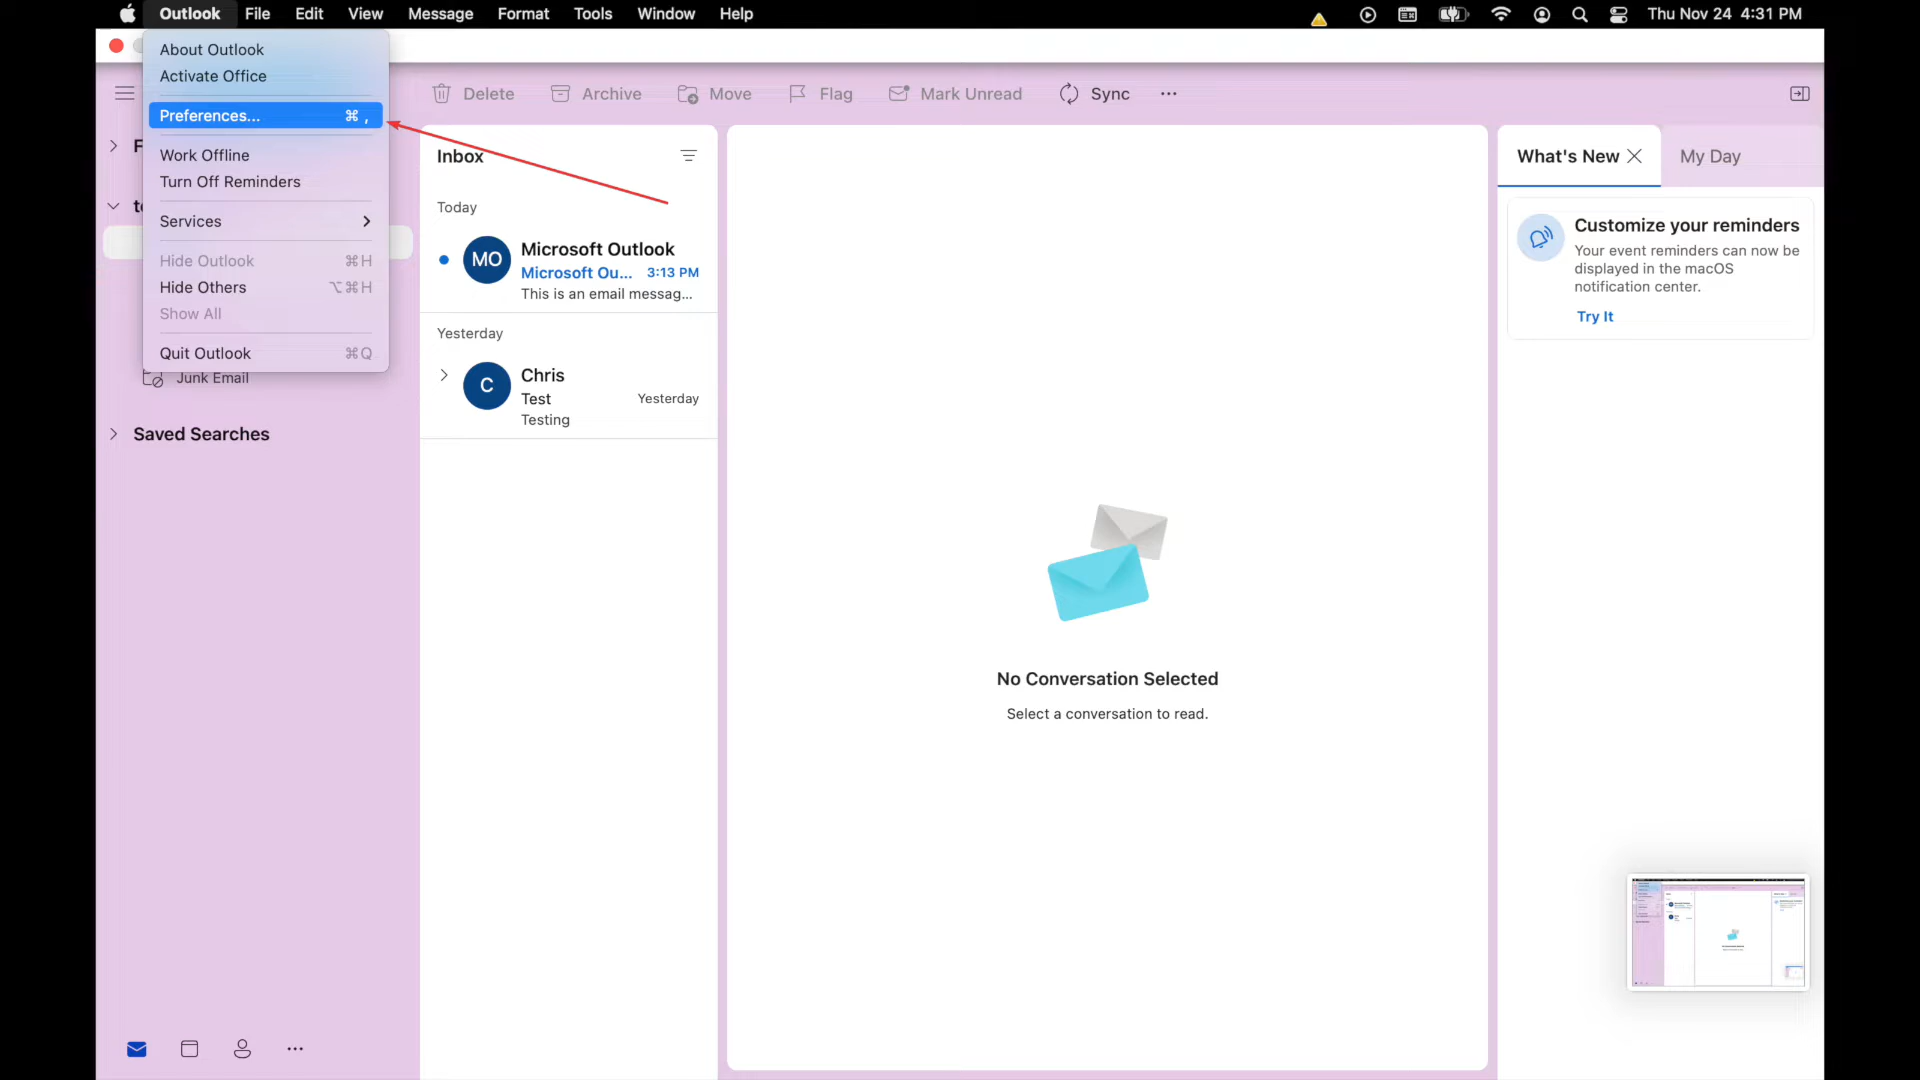 Outlook File Edit View Message Format Tools Window Help Thu Nov 24 4:31 PM
About Outlook
Activate Office
Preferences... ⌘ ,
Work Offline
Turn Off Reminders
Services
Hide Outlook ⌘H
Hide Others ⌥⌘H
Show All
Quit Outlook ⌘Q
Junk Email
Saved Searches
Delete Archive Move Flag Mark Unread Sync ...
Inbox
Today
MO
Microsoft Outlook
Microsoft Ou... 3:13 PM
This is an email messag...
Yesterday
C
Chris
Test Yesterday
Testing
No Conversation Selected
Select a conversation to read.
What's New My Day
Customize your reminders
Your event reminders can now be
displayed in the macOS
notification center.
Try It